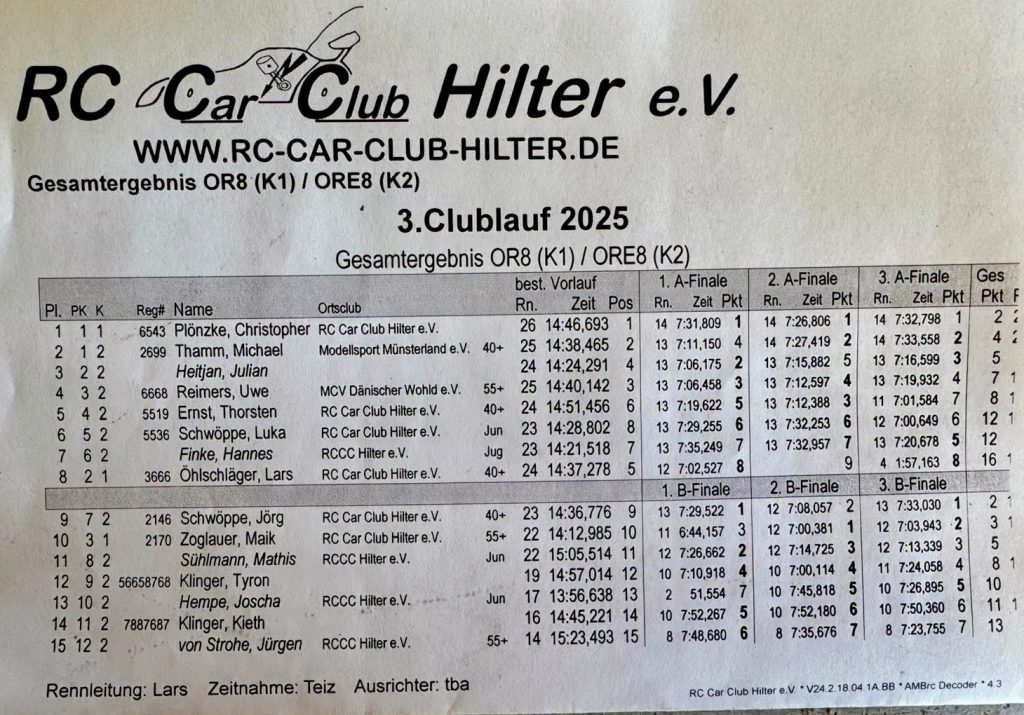 RC Car Club Hilter e.V.
WWW.RC-CAR-CLUB-HILTER.DE
Gesamtergebnis OR8 (K1) / ORE8 (K2)
3.Clublauf 2025
Gesamtergebnis OR8 (K1) / ORE8 (K2)
best. Vorlauf 1. A-Finale 2. A-Finale 3. A-Finale Ges
Pl. PK K Reg# Name Ortsclub Rn. Zeit Pos Rn. Zeit Pkt Rn. Zeit Pkt Rn. Zeit Pkt Pkt
1 1 1 6543 Plönzke, Christopher RC Car Club Hilter e.V. 26 14:46,693 1 14 7:31,809 1 14 7:26,806 1 14 7:32,798 1 2
2 1 2 2699 Thamm, Michael Modellsport Münsterland e.V. 40+ 25 14:38,465 2 13 7:11,150 4 14 7:27,419 2 14 7:33,558 2 4
3 2 2 Heitjan, Julian 24 14:24,291 4 13 7:06,175 2 13 7:15,882 5 13 7:16,599 3 5
4 3 2 6668 Reimers, Uwe MCV Dänischer Wohld e.V. 55+ 25 14:40,142 3 13 7:06,458 3 13 7:12,597 4 13 7:19,932 4 7 1
5 4 2 5519 Ernst, Thorsten RC Car Club Hilter e.V. 40+ 24 14:51,456 6 13 7:19,622 5 13 7:12,388 3 11 7:01,584 7 8 1
6 5 2 5536 Schwöppe, Luka RC Car Club Hilter e.V. Jun 23 14:28,802 8 13 7:29,255 6 13 7:32,253 6 12 7:00,649 6 12 1
7 6 2 Finke, Hannes RCCC Hilter e.V. Jug 23 14:21,518 7 13 7:35,249 7 13 7:32,957 7 13 7:20,678 5 12
8 2 1 3666 Öhlschläger, Lars RC Car Club Hilter e.V. 40+ 24 14:37,278 5 12 7:02,527 8 9 4 1:57,163 8 16 1
1. B-Finale 2. B-Finale 3. B-Finale
9 7 2 2146 Schwöppe, Jörg RC Car Club Hilter e.V. 40+ 23 14:36,776 9 13 7:29,522 1 12 7:08,057 2 13 7:33,030 1 2 1
10 3 1 2170 Zoglauer, Maik RC Car Club Hilter e.V. 55+ 22 14:12,985 10 11 6:44,157 3 12 7:00,381 1 12 7:03,943 2 3 1
11 8 2 Sühlmann, Mathis RCCC Hilter e.V. Jun 22 15:05,514 11 12 7:26,662 2 12 7:14,725 3 12 7:13,339 3 5
12 9 2 56658768 Klinger, Tyron 19 14:57,014 12 10 7:10,918 4 10 7:00,114 4 11 7:24,058 4 8 1
13 10 2 Hempe, Joscha RCCC Hilter e.V. Jun 17 13:56,638 13 2 51,554 7 10 7:45,818 5 10 7:26,895 5 10
14 11 2 7887687 Klinger, Kieth 16 14:45,221 14 10 7:52,267 5 10 7:52,180 6 10 7:50,360 6 11 1
15 12 2 von Strohe, Jürgen RCCC Hilter e.V. 55+ 14 15:23,493 15 8 7:48,680 6 8 7:35,676 7 8 7:23,755 7 13
Rennleitung: Lars Zeitnahme: Teiz Ausrichter: tba
RC Car Club Hilter e.V. * V24.2.18.04.1A.BB * AMBrc Decoder * 4.3